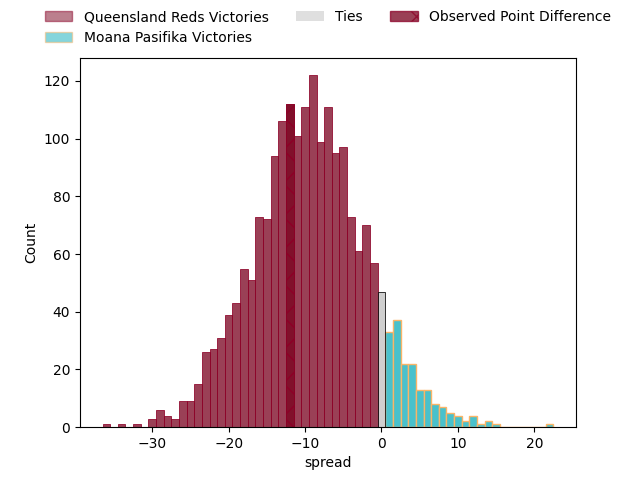 Queensland Reds Victories
Moana Pasifika Victories
Ties
Observed Point Difference
Count
120
100
80
60
40
20
0
−30 −20 −10 0 10 20
spread